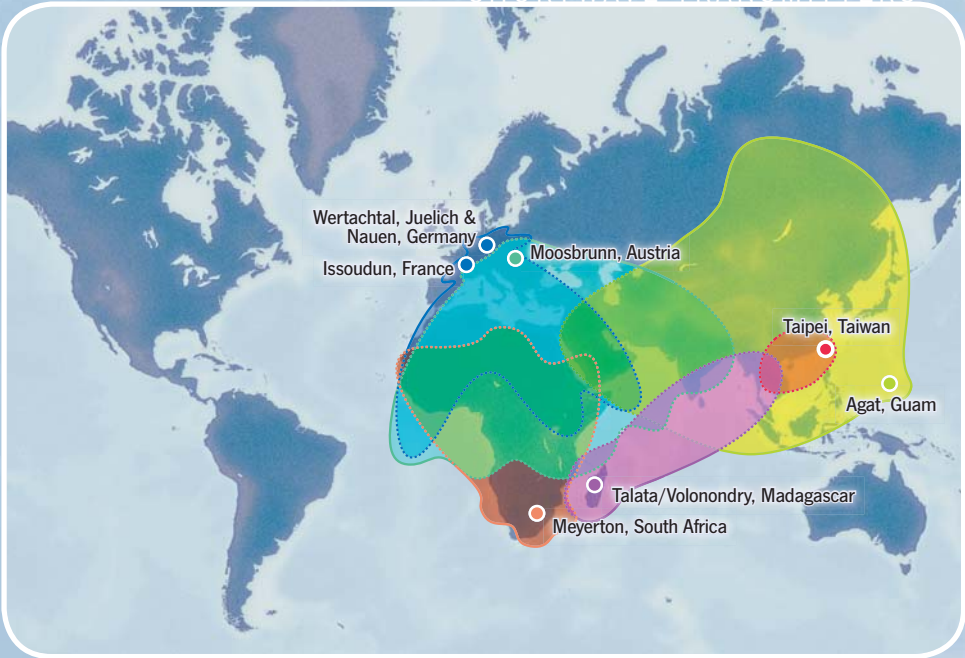 Wertachtal, Juelich &
Nauen, Germany
Issoudun, France
Moosbrunn, Austria
Taipei, Taiwan
Agat, Guam
Talata/Volonondry, Madagascar
Meyerton, South Africa